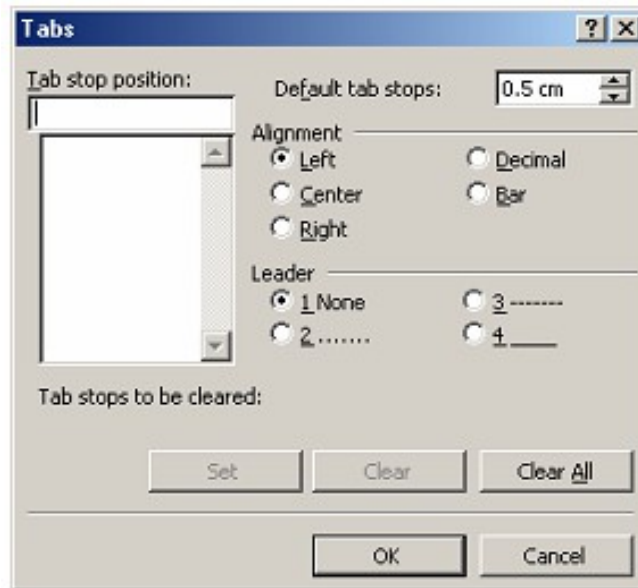 Tabs
Tab stop position:
Default tab stops: 0.5 cm
Alignment
Left Decimal
Center Bar
Right
Leader
1 None 3 -------
2 ....... 4 ____
Tab stops to be cleared:
Set Clear Clear All
OK Cancel